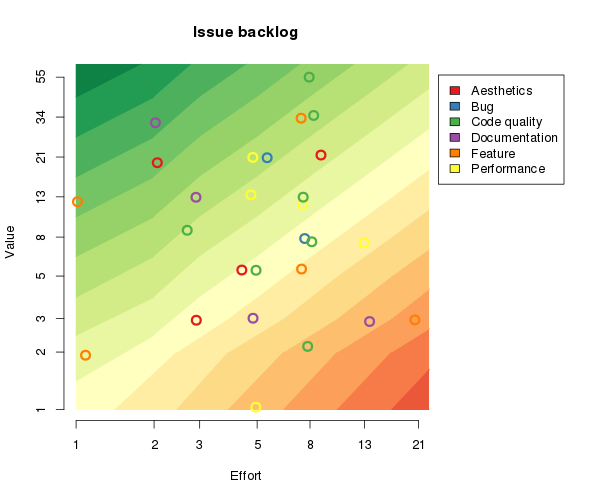 Issue backlog
55
34
21
13
8
5
3
2
1
Value
1 2 3 5 8 13 21
Effort
Aesthetics
Bug
Code quality
Documentation
Feature
Performance